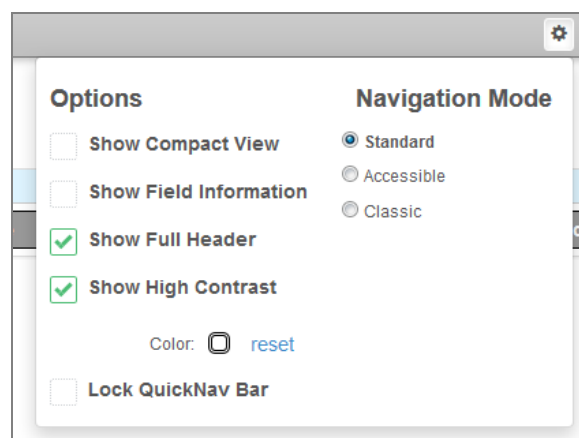 Options
Show Compact View
Show Field Information
Show Full Header
Show High Contrast
Color: reset
Lock QuickNav Bar
Navigation Mode
Standard
Accessible
Classic